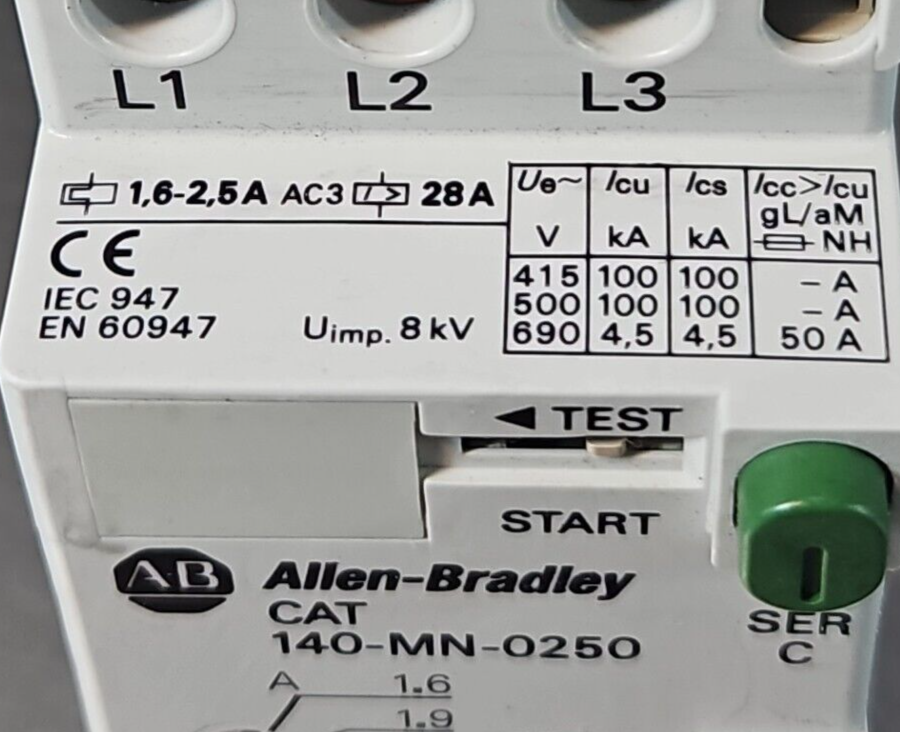 L1 L2 L3
1,6-2,5A AC3 28A
Ue~ Icu Ics Icc>Icu
gL/aM
V kA kA NH
415 100 100 – A
500 100 100 – A
690 4,5 4,5 50 A
CE
IEC 947
EN 60947 Uimp. 8 kV
◄ TEST
START
A-B Allen-Bradley
CAT
140-MN-0250
SER
C
A 1.6
1.9